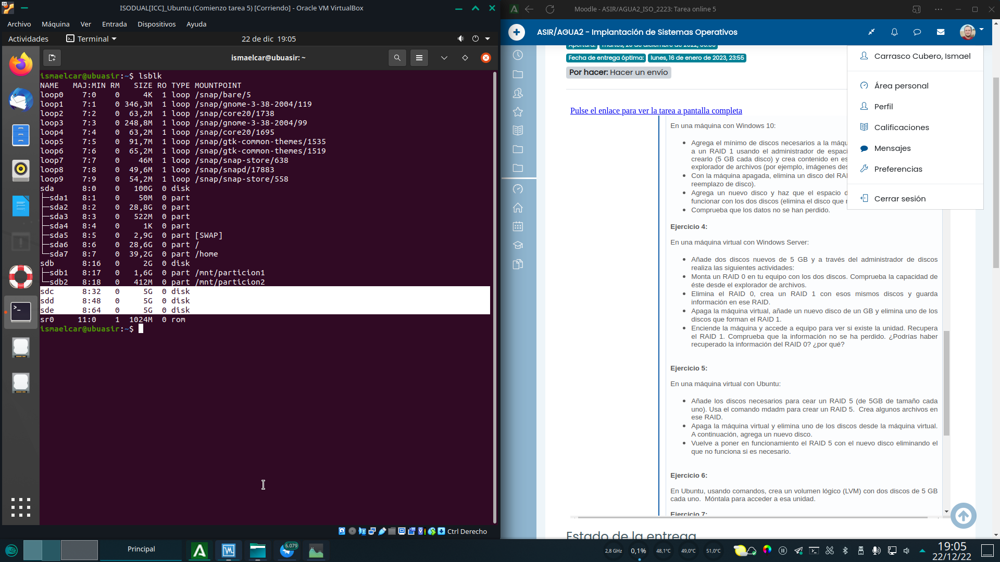 ISODUAL[ICC]_Ubuntu (Comienzo tarea 5) [Corriendo] - Oracle VM VirtualBox
Archivo Máquina Ver Entrada Dispositivos Ayuda
Actividades Terminal 22 de dic 19:05
ismaelcar@ubuasir: ~
ismaelcar@ubuasir:~$ lsblk
NAME MAJ:MIN RM SIZE RO TYPE MOUNTPOINT
loop0 7:0 0 4K 1 loop /snap/bare/5
loop1 7:1 0 346,3M 1 loop /snap/gnome-3-38-2004/119
loop2 7:2 0 63,2M 1 loop /snap/core20/1738
loop3 7:3 0 248,8M 1 loop /snap/gnome-3-38-2004/99
loop4 7:4 0 63,2M 1 loop /snap/core20/1695
loop5 7:5 0 91,7M 1 loop /snap/gtk-common-themes/1535
loop6 7:6 0 65,2M 1 loop /snap/gtk-common-themes/1519
loop7 7:7 0 46M 1 loop /snap/snap-store/638
loop8 7:8 0 49,6M 1 loop /snap/snapd/17883
loop9 7:9 0 54,2M 1 loop /snap/snap-store/558
sda 8:0 0 100G 0 disk
├─sda1 8:1 0 50M 0 part
├─sda2 8:2 0 28,8G 0 part
├─sda3 8:3 0 522M 0 part
├─sda4 8:4 0 1K 0 part
├─sda5 8:5 0 2,9G 0 part [SWAP]
├─sda6 8:6 0 28,6G 0 part /
└─sda7 8:7 0 39,2G 0 part /home
sdb 8:16 0 2G 0 disk
├─sdb1 8:17 0 1,6G 0 part /mnt/particion1
└─sdb2 8:18 0 412M 0 part /mnt/particion2
sdc 8:32 0 5G 0 disk
sdd 8:48 0 5G 0 disk
sde 8:64 0 5G 0 disk
sr0 11:0 1 1024M 0 rom
ismaelcar@ubuasir:~$
Ctrl Derecho
Moodle - ASIR/AGUA2_ISO_2223: Tarea online 5
ASIR/AGUA2 - Implantación de Sistemas Operativos
Fecha de entrega óptima: lunes, 16 de enero de 2023, 23:55
Por hacer: Hacer un envío
Carrasco Cubero, Ismael
Área personal
Perfil
Calificaciones
Mensajes
Preferencias
Cerrar sesión
Pulse el enlace para ver la tarea a pantalla completa
En una máquina con Windows 10:
Agrega el mínimo de discos necesarios a la máqu
a un RAID 1 usando el administrador de espaci
crearlo (5 GB cada disco) y crea contenido en es
explorador de archivos (por ejemplo, imágenes des
Con la máquina apagada, elimina un disco del RAI
reemplazo de disco).
Agrega un nuevo disco y haz que el espacio d
funcionar con los dos discos (elimina el disco que
Comprueba que los datos no se han perdido.
Ejercicio 4:
En una máquina virtual con Windows Server:
Añade dos discos nuevos de 5 GB y a través del administrador de discos
realiza las siguientes actividades:
Monta un RAID 0 en tu equipo con los dos discos. Comprueba la capacidad de
éste desde el explorador de archivos.
Elimina el RAID 0, crea un RAID 1 con esos mismos discos y guarda
información en ese RAID.
Apaga la máquina virtual, añade un nuevo disco de un GB y elimina uno de los
discos que forman el RAID 1.
Enciende la máquina y accede a equipo para ver si existe la unidad. Recupera
el RAID 1. Comprueba que la información no se ha perdido. ¿Podrías haber
recuperado la información del RAID 0? ¿por qué?
Ejercicio 5:
En una máquina virtual con Ubuntu:
Añade los discos necesarios para cear un RAID 5 (de 5GB de tamaño cada
uno). Usa el comando mdadm para crear un RAID 5. Crea algunos archivos en
ese RAID.
Apaga la máquina virtual y elimina uno de los discos desde la máquina virtual.
A continuación, agrega un nuevo disco.
Vuelve a poner en funcionamiento el RAID 5 con el nuevo disco eliminando el
que no funciona si es necesario.
Ejercicio 6:
En Ubuntu, usando comandos, crea un volumen lógico (LVM) con dos discos de 5 GB
cada uno. Móntala para acceder a esa unidad.
Ejercicio 7:
Estado de la entrega
Principal
6.079
2,8 GHz 0,1% 48,1°C 49,0°C 51,0°C
19:05
22/12/22